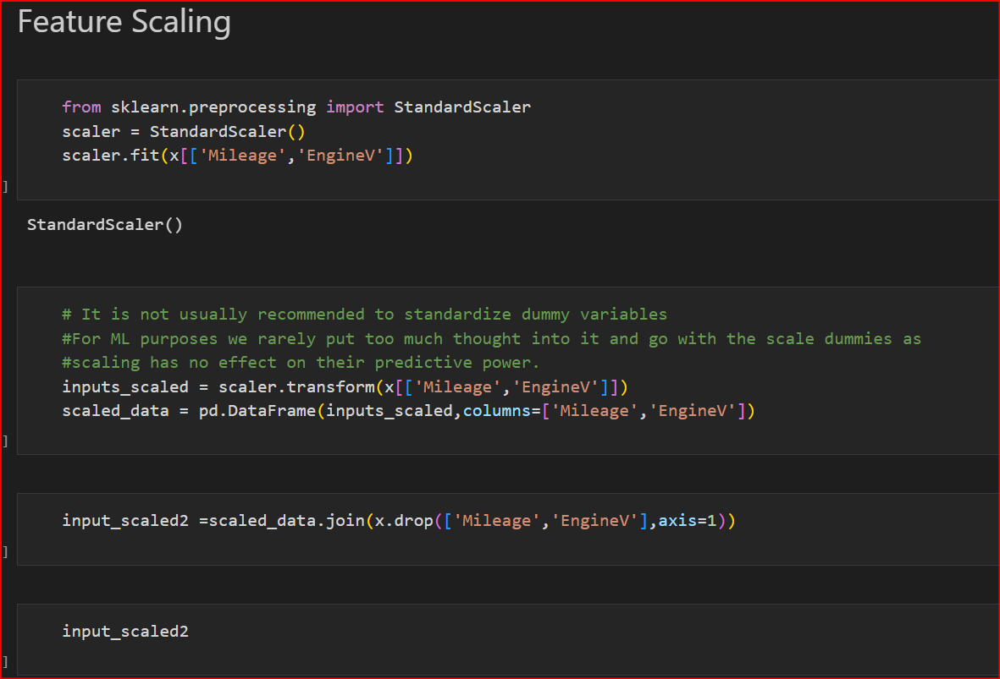 Feature Scaling
from sklearn.preprocessing import StandardScaler
scaler = StandardScaler()
scaler.fit(x[['Mileage','EngineV']])
]
StandardScaler()
# It is not usually recommended to standardize dummy variables
#For ML purposes we rarely put too much thought into it and go with the scale dummies as
#scaling has no effect on their predictive power.
inputs_scaled = scaler.transform(x[['Mileage','EngineV']])
scaled_data = pd.DataFrame(inputs_scaled,columns=['Mileage','EngineV'])
]
input_scaled2 =scaled_data.join(x.drop(['Mileage','EngineV'],axis=1))
]
input_scaled2
]